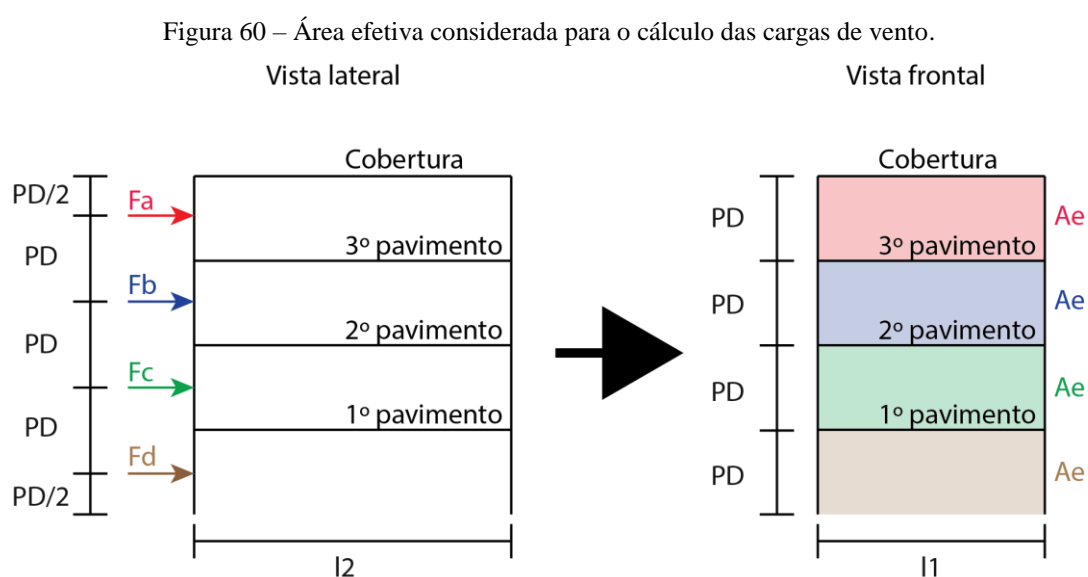 Figura 60 – Área efetiva considerada para o cálculo das cargas de vento.
Vista lateral
Vista frontal
Cobertura
PD/2
Fa
PD
3º pavimento
Fb
PD
2º pavimento
Fc
PD
1º pavimento
Fd
PD/2
l2
Cobertura
PD
Ae
3º pavimento
PD
Ae
2º pavimento
PD
Ae
1º pavimento
PD
Ae
l1